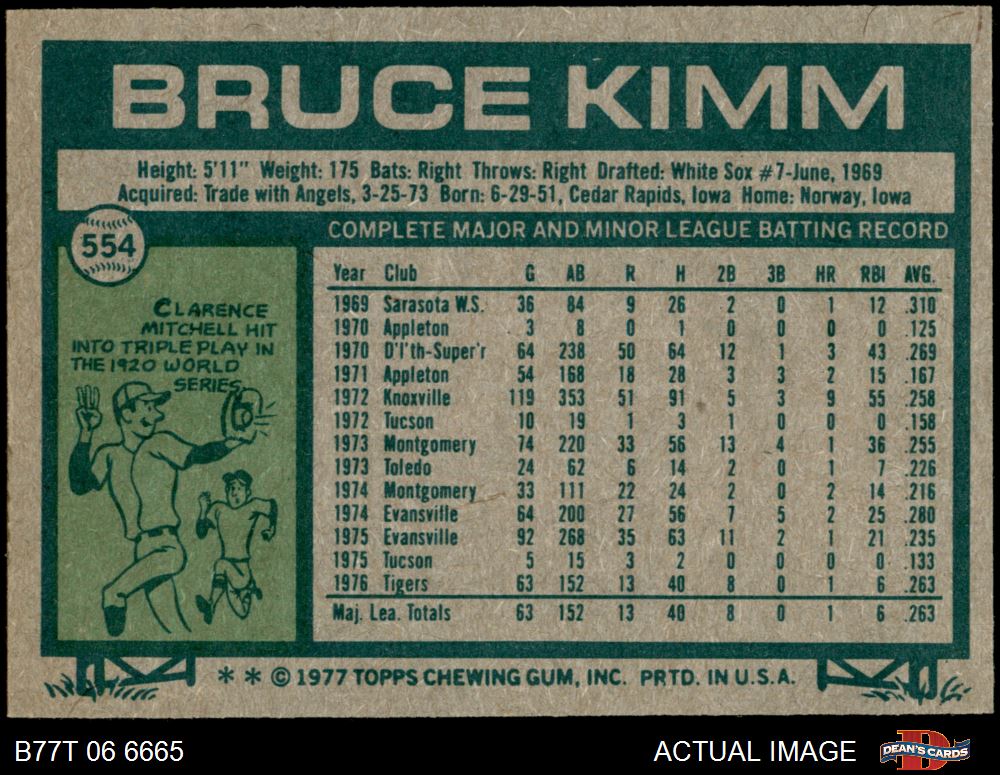 BRUCE KIMM
Height: 5'11" Weight: 175 Bats: Right Throws: Right Drafted: White Sox #7-June, 1969
Acquired: Trade with Angels, 3-25-73 Born: 6-29-51, Cedar Rapids, Iowa Home: Norway, Iowa
554
CLARENCE
MITCHELL HIT
INTO TRIPLE PLAY IN
THE 1920 WORLD
SERIES
COMPLETE MAJOR AND MINOR LEAGUE BATTING RECORD
Year Club G AB R H 2B 3B HR RBI AVG.
1969 Sarasota W.S. 36 84 9 26 2 0 1 12 .310
1970 Appleton 3 8 0 1 0 0 0 0 .125
1970 D'l'th-Super'r 64 238 50 64 12 1 3 43 .269
1971 Appleton 54 168 18 28 3 3 2 15 .167
1972 Knoxville 119 353 51 91 5 3 9 55 .258
1972 Tucson 10 19 1 3 1 0 0 0 .158
1973 Montgomery 74 220 33 56 13 4 1 36 .255
1973 Toledo 24 62 6 14 2 0 1 7 .226
1974 Montgomery 33 111 22 24 2 0 2 14 .216
1974 Evansville 64 200 27 56 7 5 2 25 .280
1975 Evansville 92 268 35 63 11 2 1 21 .235
1975 Tucson 5 15 3 2 0 0 0 0 .133
1976 Tigers 63 152 13 40 8 0 1 6 .263
Maj. Lea. Totals 63 152 13 40 8 0 1 6 .263
* * © 1977 TOPPS CHEWING GUM, INC. PRTD. IN U.S.A.
B77T 06 6665 ACTUAL IMAGE DEAN'S CARDS